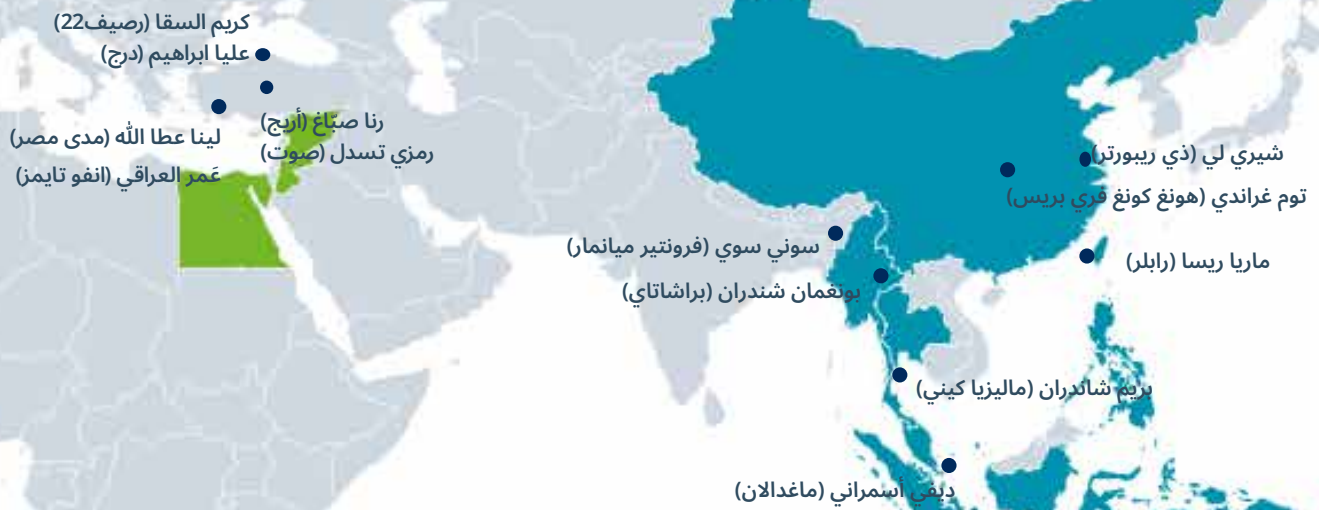 كريم السقا (رصيف22)
عليا ابراهيم (درج)
رنا صبّاغ (أريج)
رمزي تسدل (صوت)
لينا عطا الله (مدى مصر)
عَمر العراقي (انفو تايمز)
شيري لي (ذي ريبورتر)
توم غراندي (هونغ كونغ فري بريس)
ماريا ريسا (رابلر)
سوني سوي (فرونتير ميانمار)
بونغمان شندران (براشاتاي)
بريم شاندران (ماليزيا كيني)
ديفي أسمراني (ماغدالان)